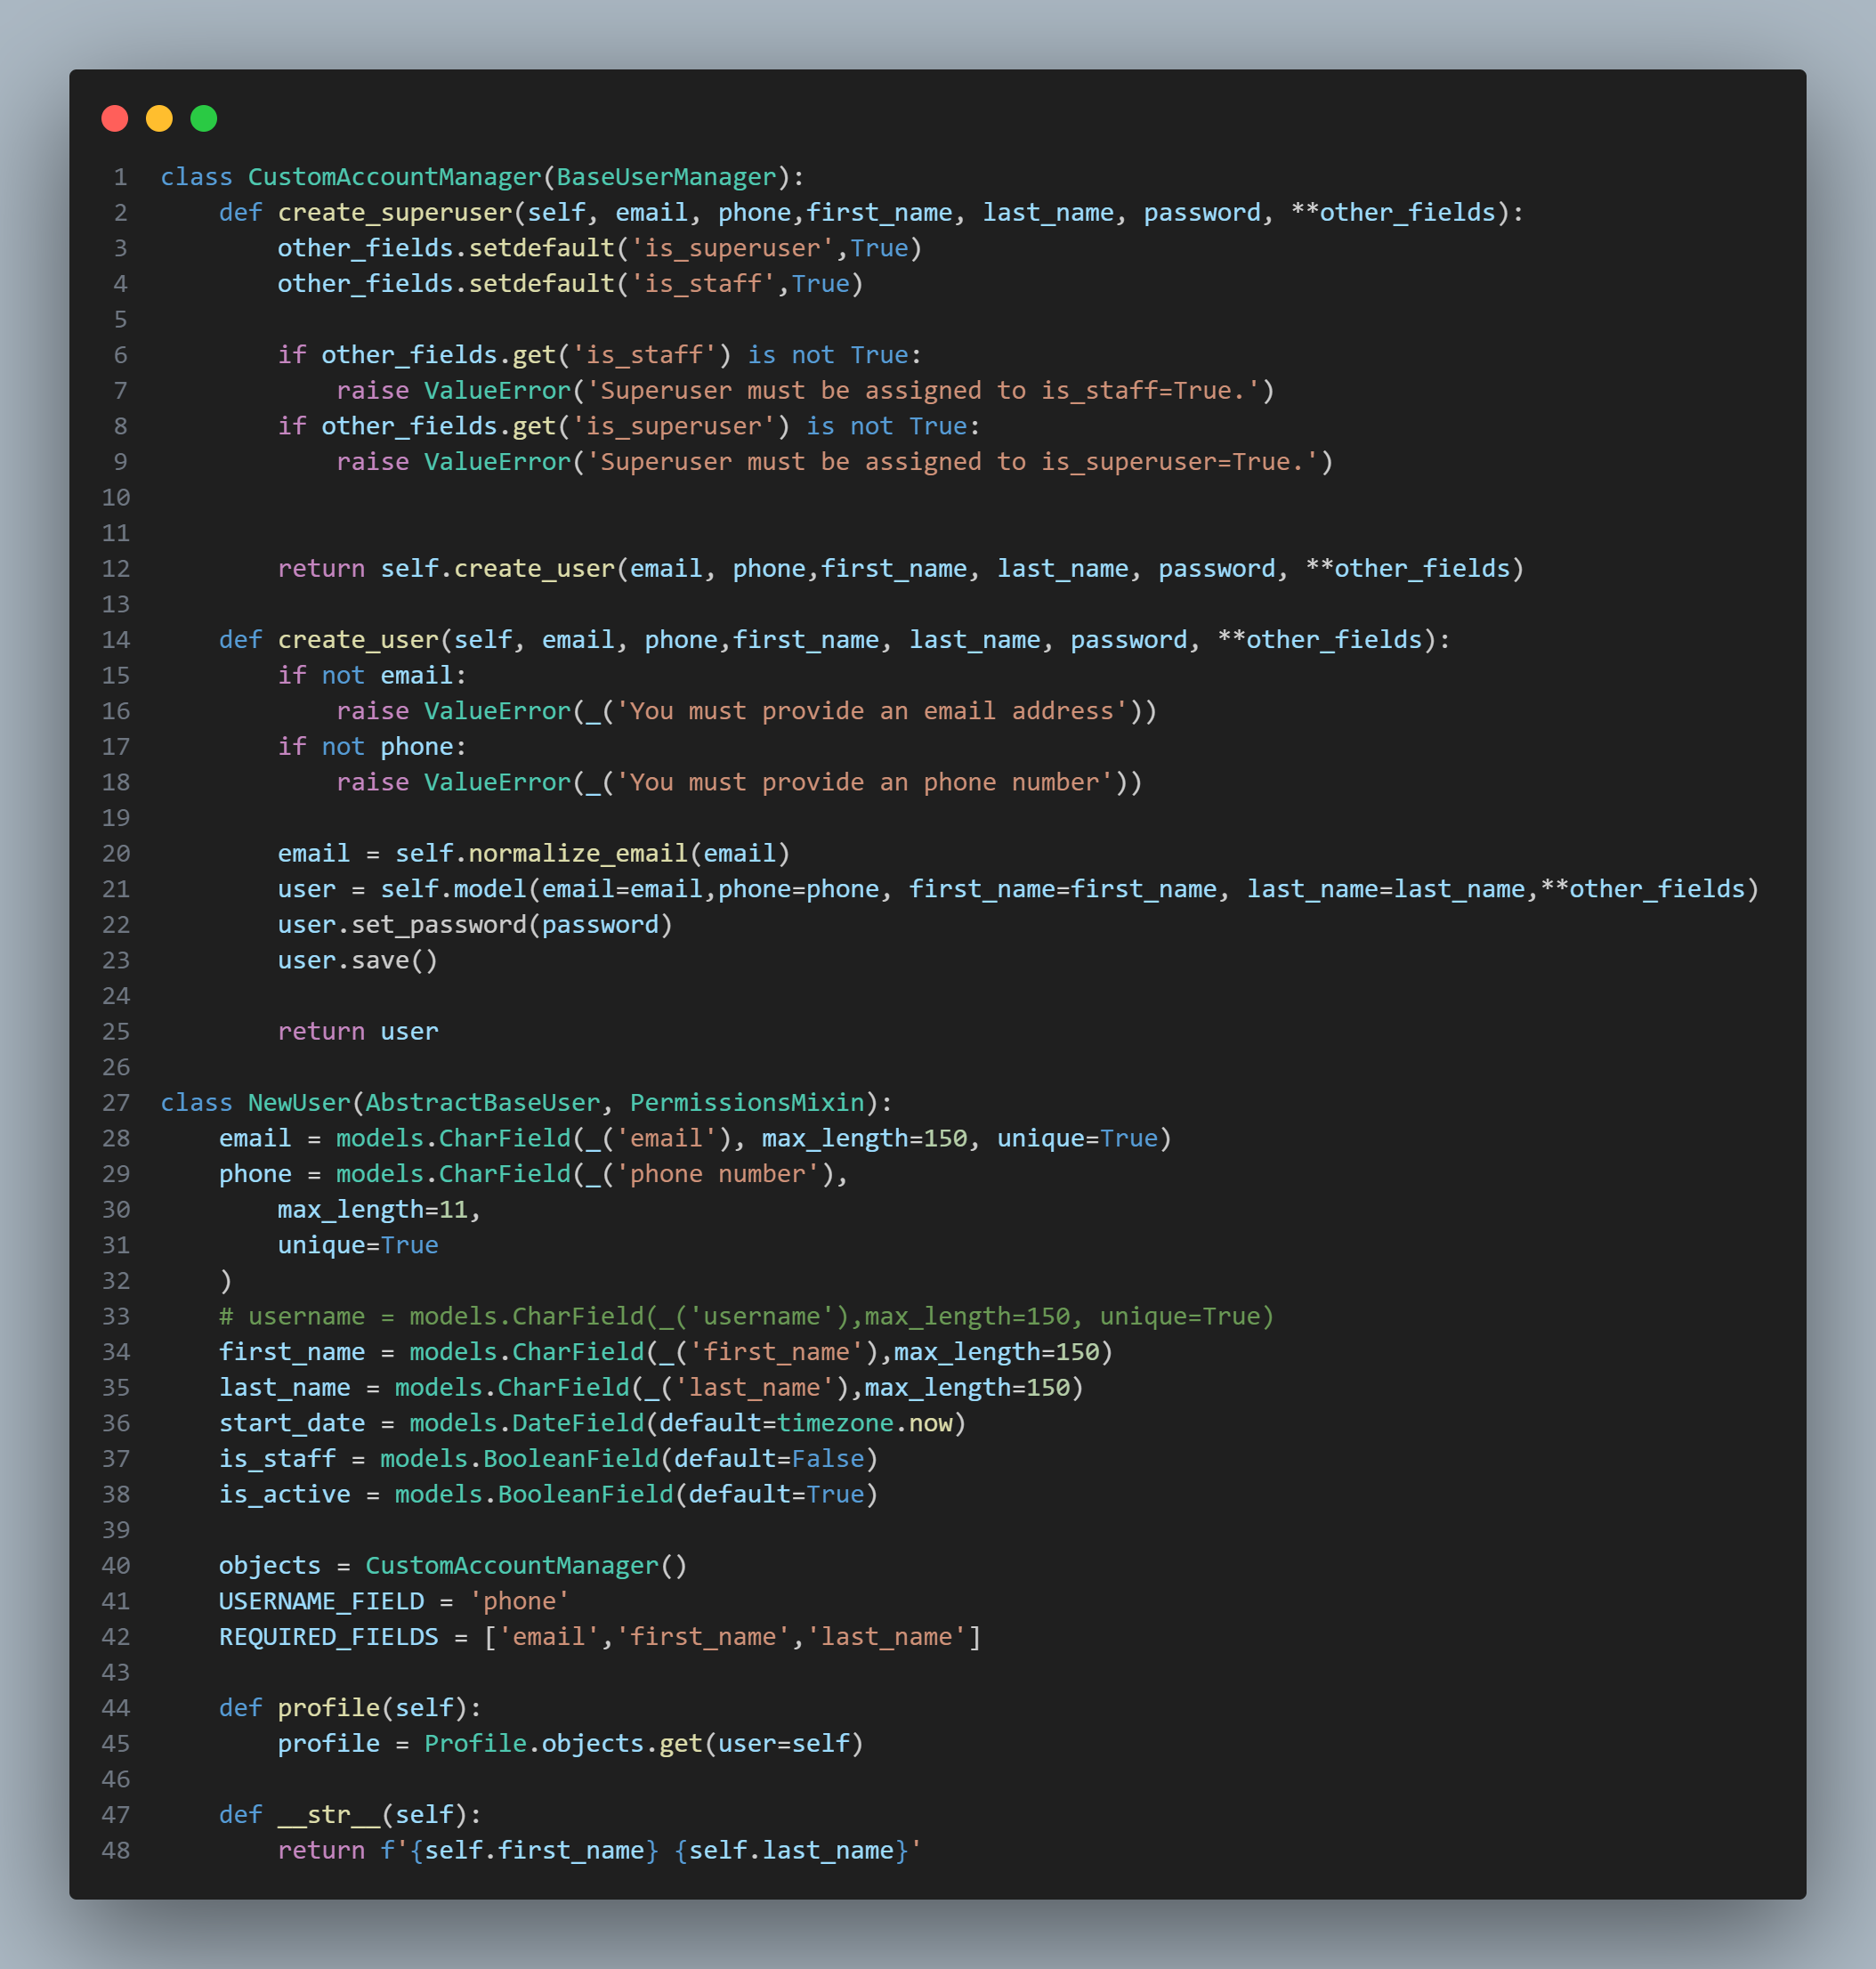 1 class CustomAccountManager(BaseUserManager):
2     def create_superuser(self, email, phone,first_name, last_name, password, **other_fields):
3         other_fields.setdefault('is_superuser',True)
4         other_fields.setdefault('is_staff',True)
5
6         if other_fields.get('is_staff') is not True:
7             raise ValueError('Superuser must be assigned to is_staff=True.')
8         if other_fields.get('is_superuser') is not True:
9             raise ValueError('Superuser must be assigned to is_superuser=True.')
10
11
12         return self.create_user(email, phone,first_name, last_name, password, **other_fields)
13
14     def create_user(self, email, phone,first_name, last_name, password, **other_fields):
15         if not email:
16             raise ValueError(_('You must provide an email address'))
17         if not phone:
18             raise ValueError(_('You must provide an phone number'))
19
20         email = self.normalize_email(email)
21         user = self.model(email=email,phone=phone, first_name=first_name, last_name=last_name,**other_fields)
22         user.set_password(password)
23         user.save()
24
25         return user
26
27 class NewUser(AbstractBaseUser, PermissionsMixin):
28     email = models.CharField(_('email'), max_length=150, unique=True)
29     phone = models.CharField(_('phone number'),
30         max_length=11,
31         unique=True
32     )
33     # username = models.CharField(_('username'),max_length=150, unique=True)
34     first_name = models.CharField(_('first_name'),max_length=150)
35     last_name = models.CharField(_('last_name'),max_length=150)
36     start_date = models.DateField(default=timezone.now)
37     is_staff = models.BooleanField(default=False)
38     is_active = models.BooleanField(default=True)
39
40     objects = CustomAccountManager()
41     USERNAME_FIELD = 'phone'
42     REQUIRED_FIELDS = ['email','first_name','last_name']
43
44     def profile(self):
45         profile = Profile.objects.get(user=self)
46
47     def __str__(self):
48         return f'{self.first_name} {self.last_name}'